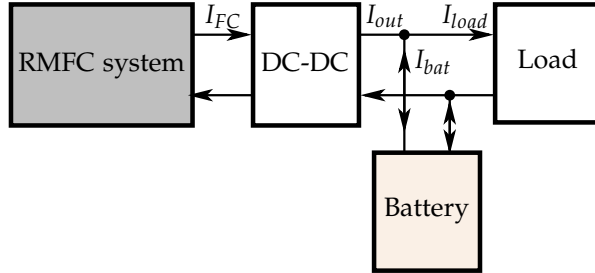 I_FC
I_out
I_load
RMFC system
DC-DC
I_bat
Load
Battery